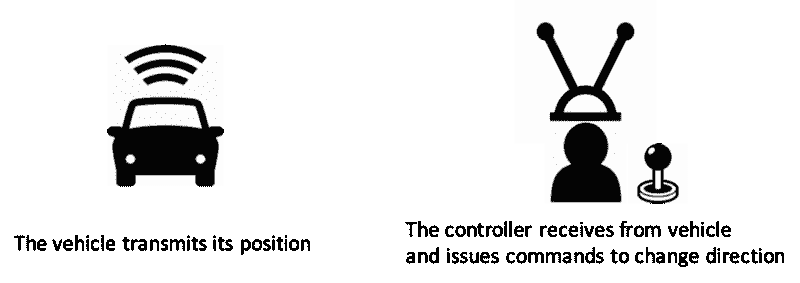 The vehicle transmits its position
The controller receives from vehicle
and issues commands to change direction